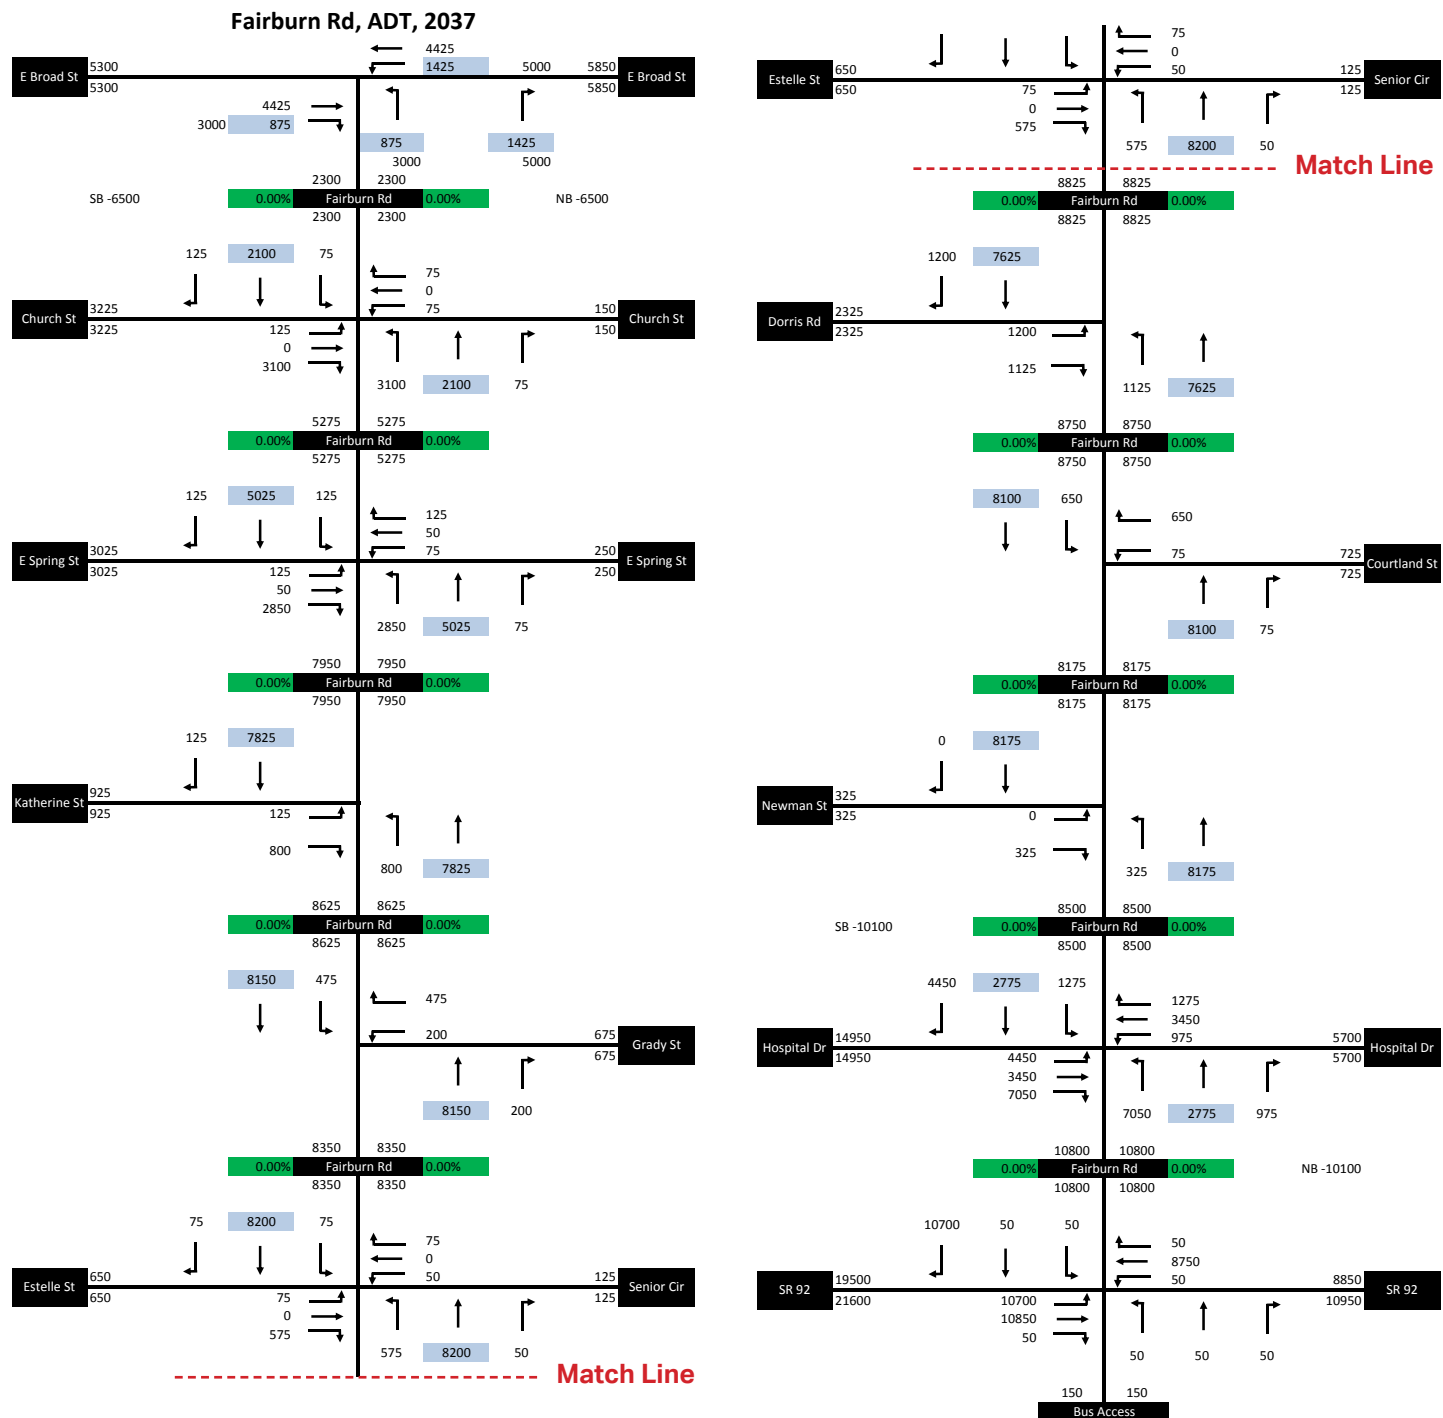 Fairburn Rd, ADT, 2037
4425
E Broad St 5300 1425 5000 5850 E Broad St
5300 5850
4425
3000 875
875 1425
3000 5000
2300 2300
SB -6500 0.00% Fairburn Rd 0.00% NB -6500
2300 2300
125 2100 75
75
0
Church St 3225 75 150 Church St
3225 125 150
0
3100
3100 2100 75
5275 5275
0.00% Fairburn Rd 0.00%
5275 5275
125 5025 125
125
50
E Spring St 3025 75 250 E Spring St
3025 125 250
50
2850
2850 5025 75
7950 7950
0.00% Fairburn Rd 0.00%
7950 7950
125 7825
Katherine St 925
925 125
800
800 7825
8625 8625
0.00% Fairburn Rd 0.00%
8625 8625
8150 475
475
200 675 Grady St
675
8150 200
8350 8350
0.00% Fairburn Rd 0.00%
8350 8350
75 8200 75
75
0
Estelle St 650 50 125 Senior Cir
650 75 125
0
575
575 8200 50
Match Line
75
0
Estelle St 650 50 125 Senior Cir
650 75 125
0
575
575 8200 50
Match Line
8825 8825
0.00% Fairburn Rd 0.00%
8825 8825
1200 7625
Dorris Rd 2325
2325 1200
1125
1125 7625
8750 8750
0.00% Fairburn Rd 0.00%
8750 8750
8100 650
650
75 725 Courtland St
725
8100 75
8175 8175
0.00% Fairburn Rd 0.00%
8175 8175
0 8175
Newman St 325
325 0
325
325 8175
8500 8500
SB -10100 0.00% Fairburn Rd 0.00%
8500 8500
4450 2775 1275
1275
3450
Hospital Dr 14950 975 5700 Hospital Dr
14950 4450 5700
3450
7050
7050 2775 975
10800 10800
0.00% Fairburn Rd 0.00% NB -10100
10800 10800
10700 50 50
50
8750
SR 92 19500 50 8850 SR 92
21600 10700 10950
10850
50
50 50 50
150 150
Bus Access